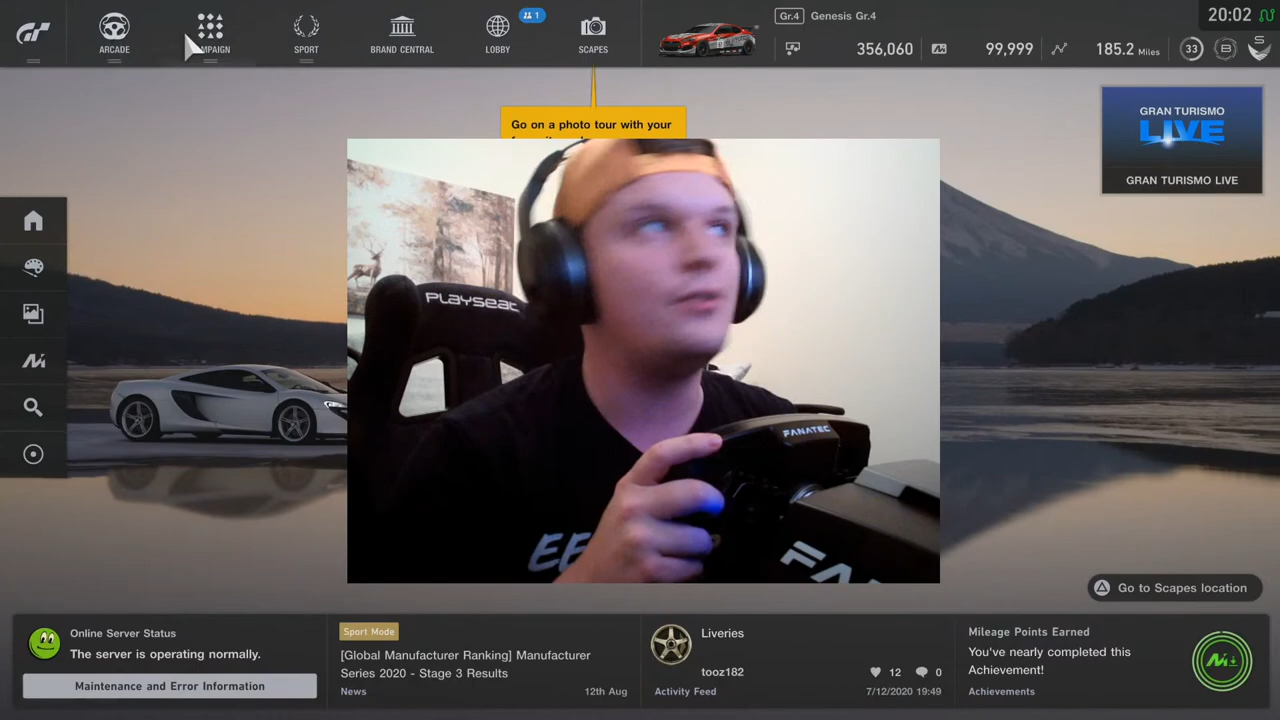 ARCADE
SPORT
BRAND CENTRAL
LOBBY
1
SCAPES
Gr.4 Genesis Gr.4
356,060
99,999
185.2 Miles
33
B
S
20:02
Go on a photo tour with your
GRAN TURISMO
LIVE
GRAN TURISMO LIVE
PLAYSEAT
FANATEC
Go to Scapes location
Online Server Status
The server is operating normally.
Maintenance and Error Information
Sport Mode
[Global Manufacturer Ranking] Manufacturer
Series 2020 - Stage 3 Results
News
12th Aug
Liveries
tooz182
12 0
Activity Feed
7/12/2020 19:49
Mileage Points Earned
You've nearly completed this
Achievement!
Achievements